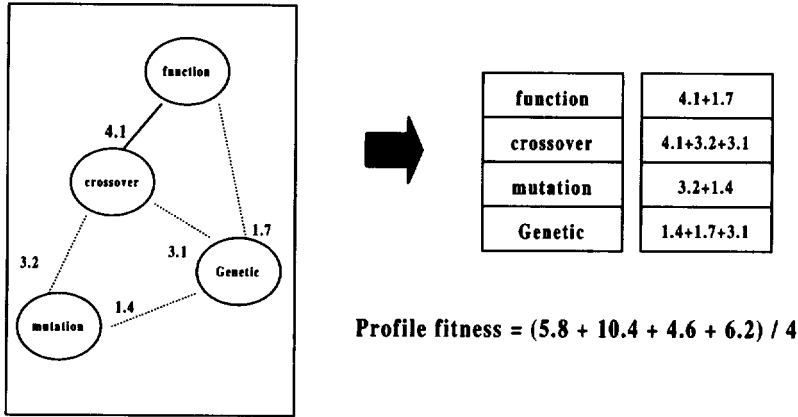 function
4.1
crossover
1.7
3.1
3.2
Genetic
1.4
mutation
function 4.1+1.7
crossover 4.1+3.2+3.1
mutation 3.2+1.4
Genetic 1.4+1.7+3.1
Profile fitness = (5.8 + 10.4 + 4.6 + 6.2) / 4